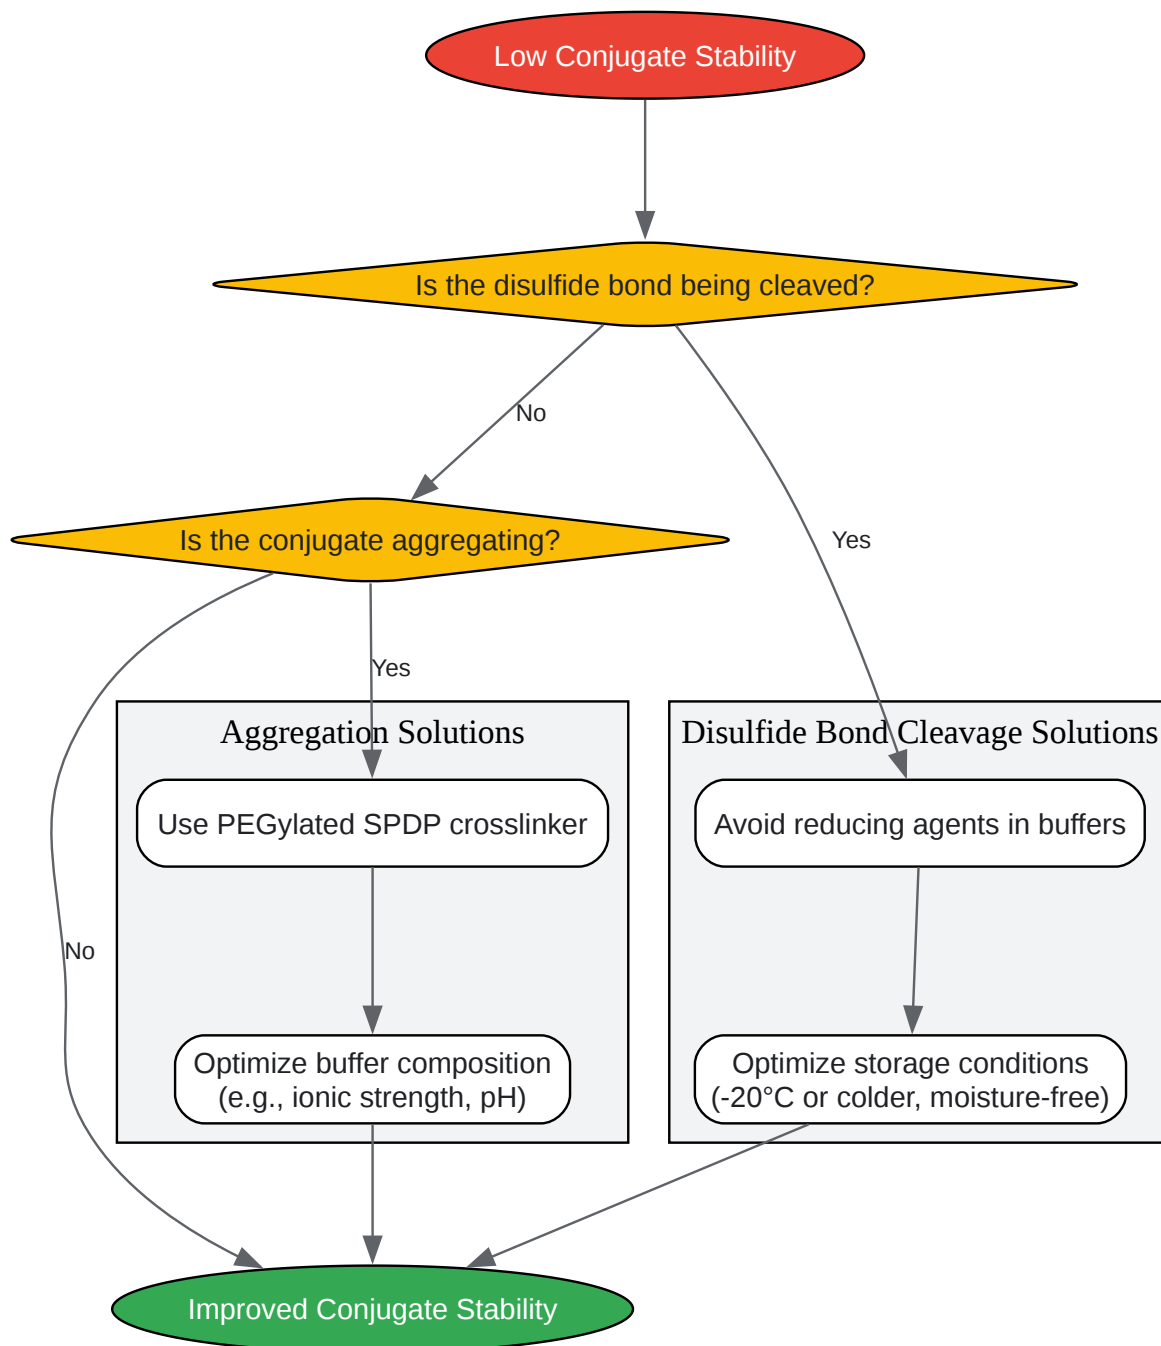 Low Conjugate Stability
Is the disulfide bond being cleaved?
No
Is the conjugate aggregating?
Yes
Yes
Aggregation Solutions
Disulfide Bond Cleavage Solutions
Use PEGylated SPDP crosslinker
Avoid reducing agents in buffers
No
Optimize buffer composition
(e.g., ionic strength, pH)
Optimize storage conditions
(-20°C or colder, moisture-free)
Improved Conjugate Stability